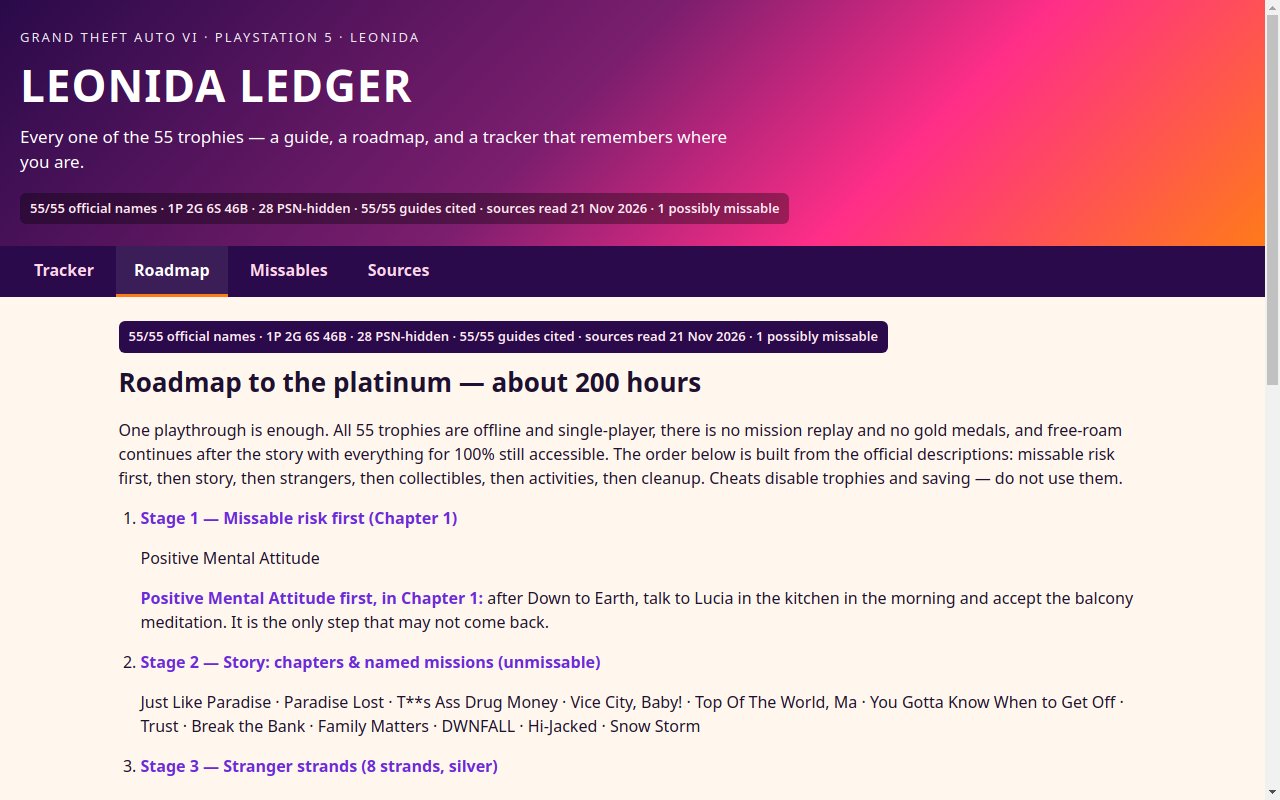 GRAND THEFT AUTO VI · PLAYSTATION 5 · LEONIDA
LEONIDA LEDGER
Every one of the 55 trophies — a guide, a roadmap, and a tracker that remembers where
you are.
55/55 official names · 1P 2G 6S 46B · 28 PSN-hidden · 55/55 guides cited · sources read 21 Nov 2026 · 1 possibly missable
Tracker Roadmap Missables Sources
55/55 official names · 1P 2G 6S 46B · 28 PSN-hidden · 55/55 guides cited · sources read 21 Nov 2026 · 1 possibly missable
Roadmap to the platinum — about 200 hours
One playthrough is enough. All 55 trophies are offline and single-player, there is no mission replay and no gold medals, and free-roam
continues after the story with everything for 100% still accessible. The order below is built from the official descriptions: missable risk
first, then story, then strangers, then collectibles, then activities, then cleanup. Cheats disable trophies and saving — do not use them.
1. Stage 1 — Missable risk first (Chapter 1)
Positive Mental Attitude
Positive Mental Attitude first, in Chapter 1: after Down to Earth, talk to Lucia in the kitchen in the morning and accept the balcony
meditation. It is the only step that may not come back.
2. Stage 2 — Story: chapters & named missions (unmissable)
Just Like Paradise · Paradise Lost · T**s Ass Drug Money · Vice City, Baby! · Top Of The World, Ma · You Gotta Know When to Get Off ·
Trust · Break the Bank · Family Matters · DWNFALL · Hi-Jacked · Snow Storm
3. Stage 3 — Stranger strands (8 strands, silver)